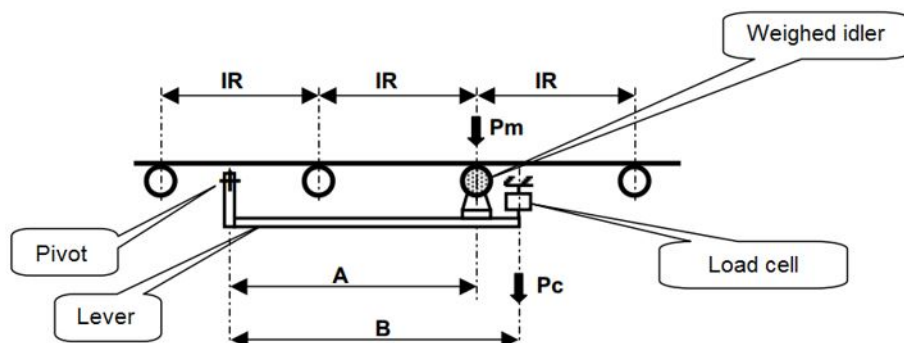 Weighed idler
IR
IR
IR
Pm
Pivot
Load cell
A
Pc
Lever
B